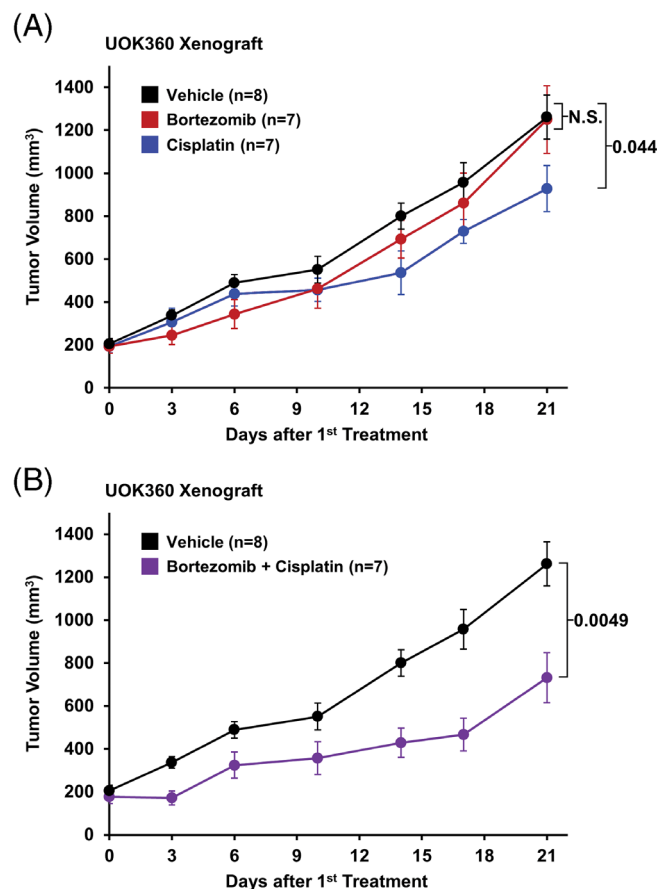 (A)
UOK360 Xenograft
Vehicle (n=8)
Bortezomib (n=7)
Cisplatin (n=7)
N.S.
0.044
Tumor Volume (mm³)
1400
1200
1000
800
600
400
200
0
0 3 6 9 12 15 18 21
Days after 1st Treatment
(B)
UOK360 Xenograft
Vehicle (n=8)
Bortezomib + Cisplatin (n=7)
0.0049
Tumor Volume (mm³)
1400
1200
1000
800
600
400
200
0
0 3 6 9 12 15 18 21
Days after 1st Treatment